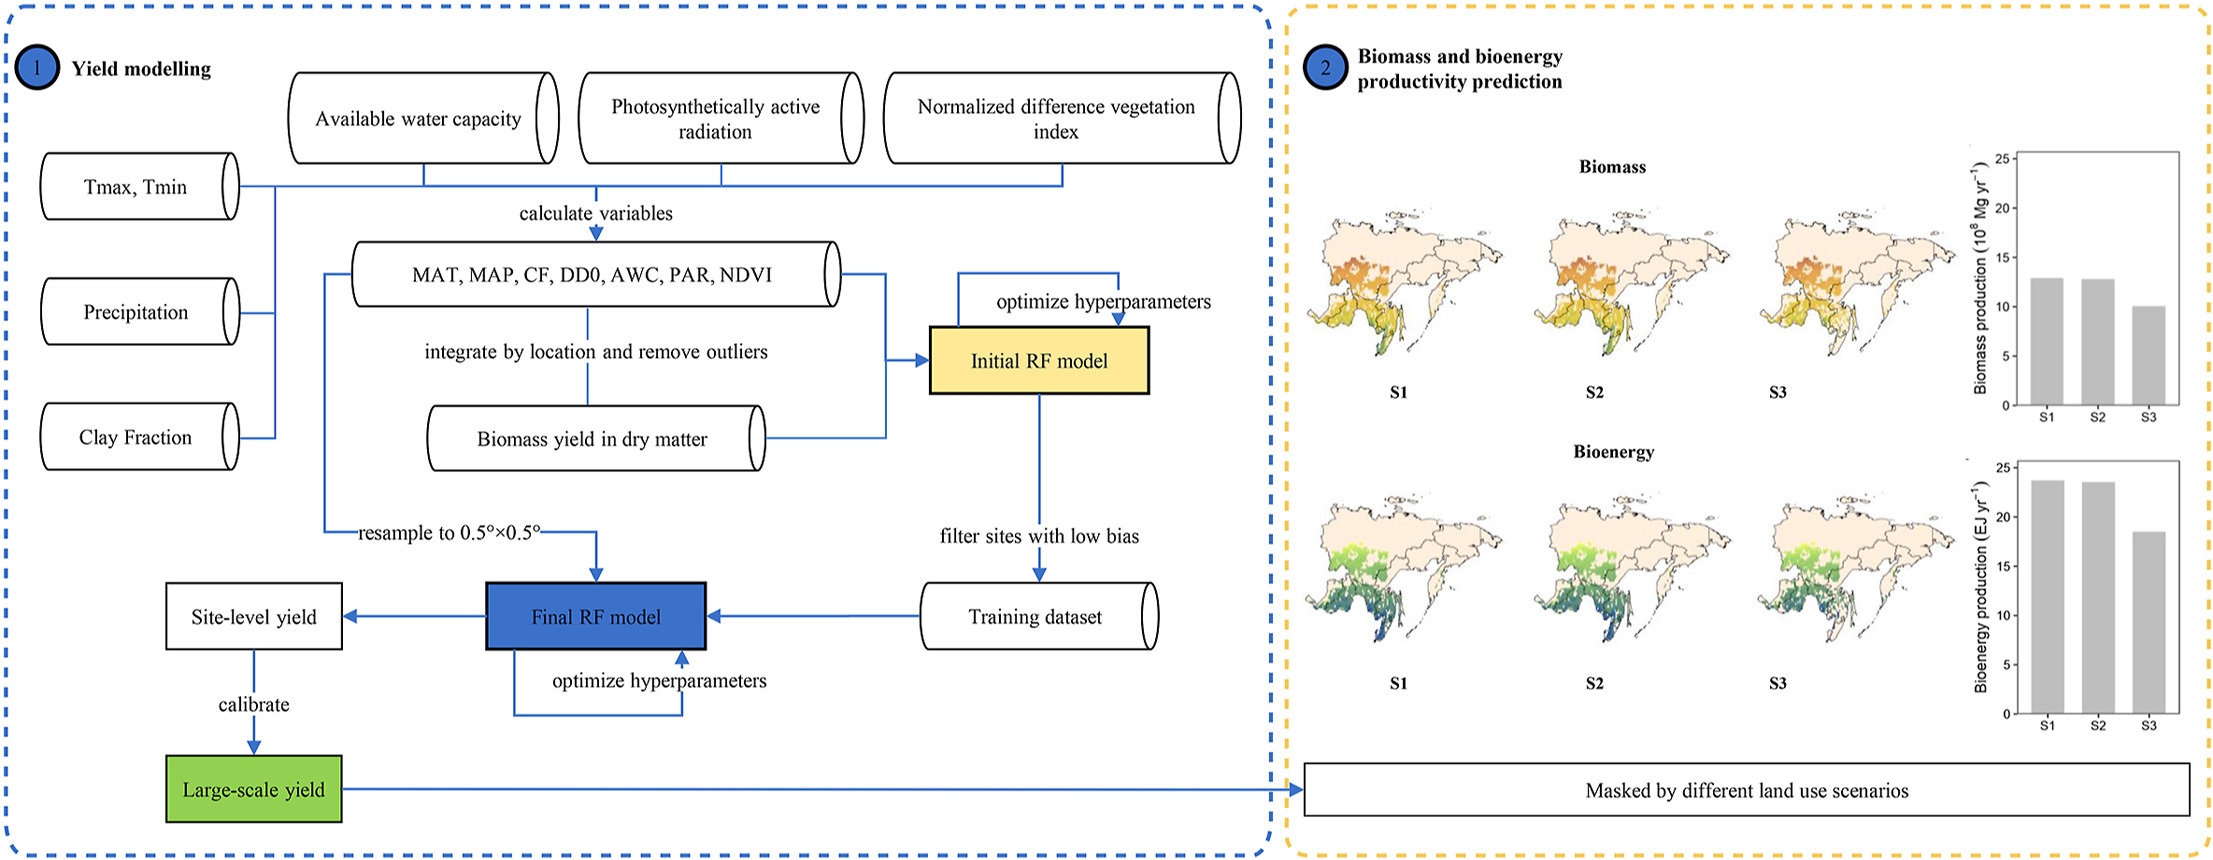 1
Yield modelling
Available water capacity
Photosynthetically active
radiation
Normalized difference vegetation
index
Tmax, Tmin
calculate variables
MAT, MAP, CF, DD0, AWC, PAR, NDVI
Precipitation
optimize hyperparameters
integrate by location and remove outliers
Initial RF model
Clay Fraction
Biomass yield in dry matter
resample to 0.5°×0.5°
filter sites with low bias
Site-level yield
Final RF model
Training dataset
optimize hyperparameters
calibrate
Large-scale yield
2
Biomass and bioenergy
productivity prediction
Biomass
S1
S2
S3
Biomass production (10⁸ Mg yr⁻¹)
25
20
15
10
5
0
S1
S2
S3
Bioenergy
S1
S2
S3
Bioenergy production (EJ yr⁻¹)
25
20
15
10
5
0
S1
S2
S3
Masked by different land use scenarios